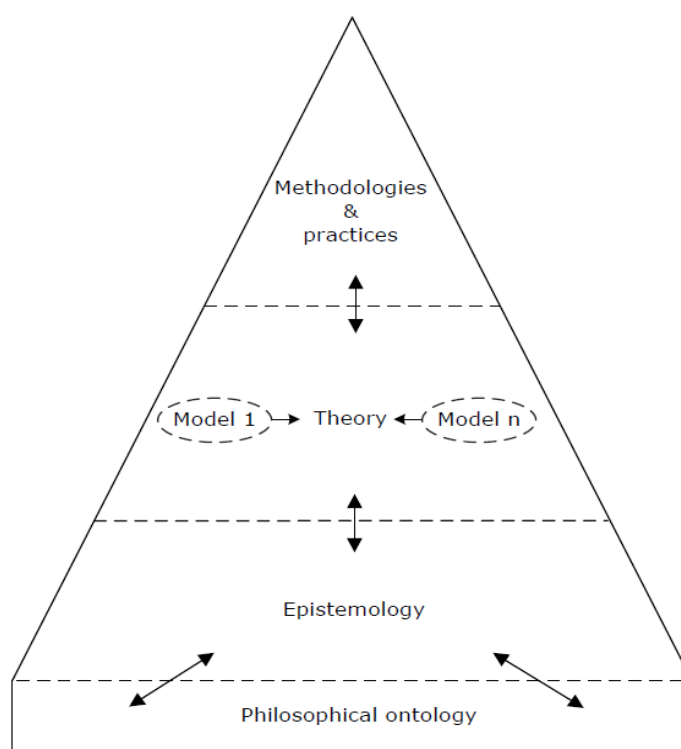 Methodologies
&
practices
Model 1 Theory Model n
Epistemology
Philosophical ontology